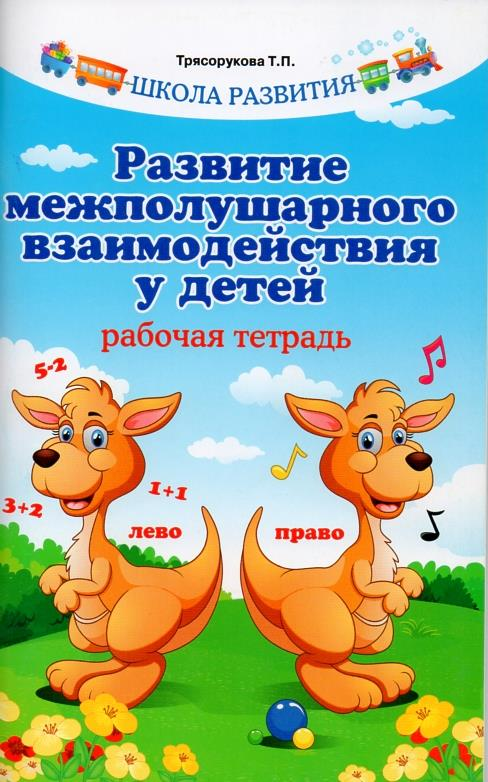 Трясорукова Т.П.
ШКОЛА РАЗВИТИЯ
Развитие
межполушарного
взаимодействия
у детей
рабочая тетрадь
5-2
3+2
1+1
лево
право